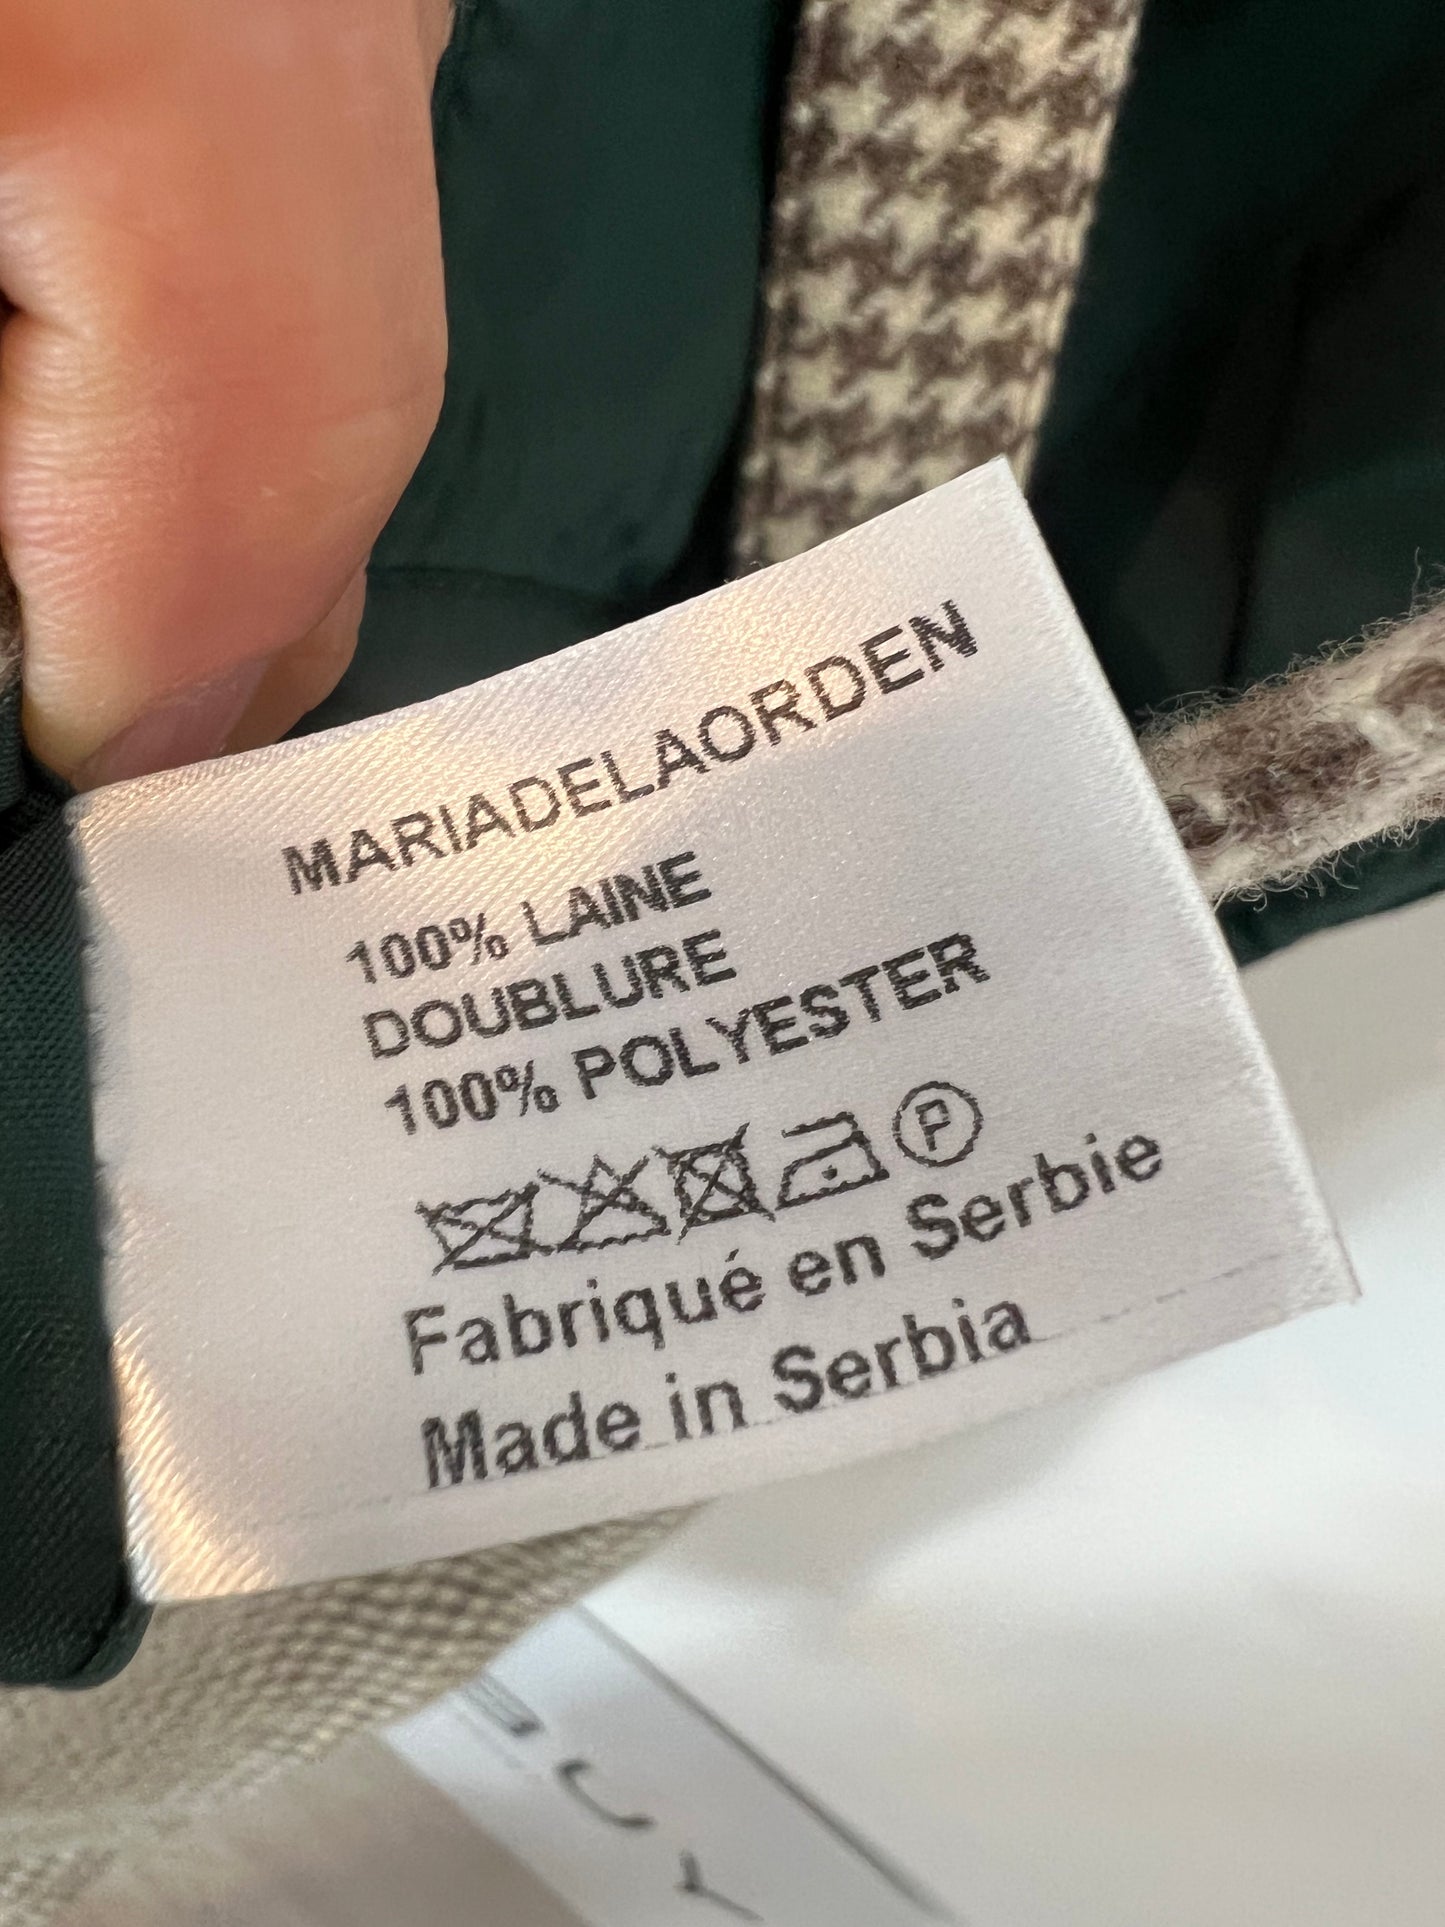 MARIADELAORDEN
100% LAINE
DOUBLURE
100% POLYESTER
P
Fabriqué en Serbie
Made in Serbia